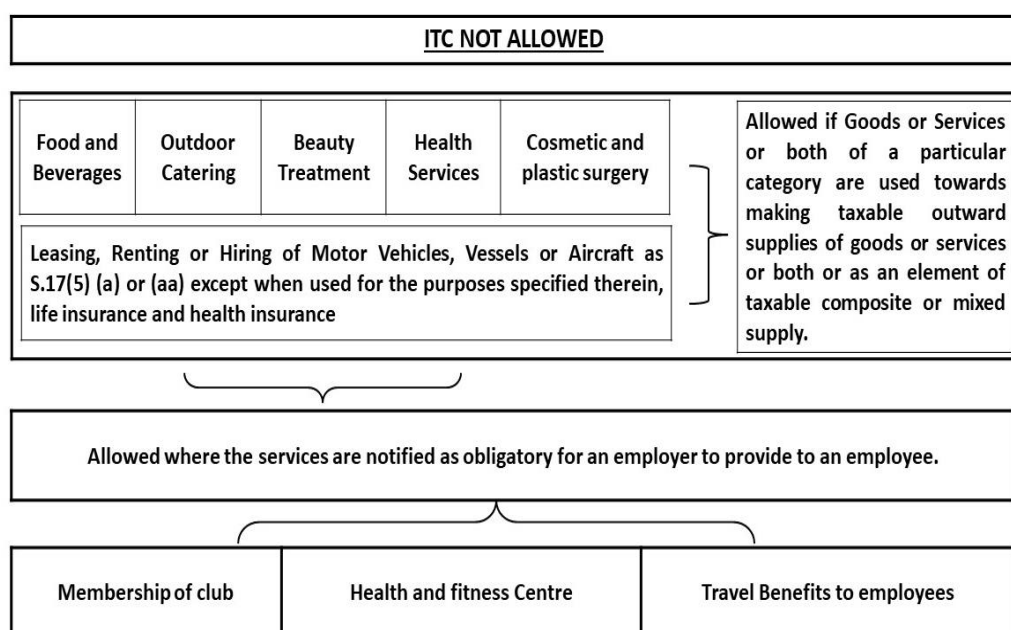 ITC NOT ALLOWED
Food and
Beverages
Outdoor
Catering
Beauty
Treatment
Health
Services
Cosmetic and
plastic surgery
Leasing, Renting or Hiring of Motor Vehicles, Vessels or Aircraft as
S.17(5) (a) or (aa) except when used for the purposes specified therein,
life insurance and health insurance
Allowed if Goods or Services
or both of a particular
category are used towards
making taxable outward
supplies of goods or services
or both or as an element of
taxable composite or mixed
supply.
Allowed where the services are notified as obligatory for an employer to provide to an employee.
Membership of club
Health and fitness Centre
Travel Benefits to employees